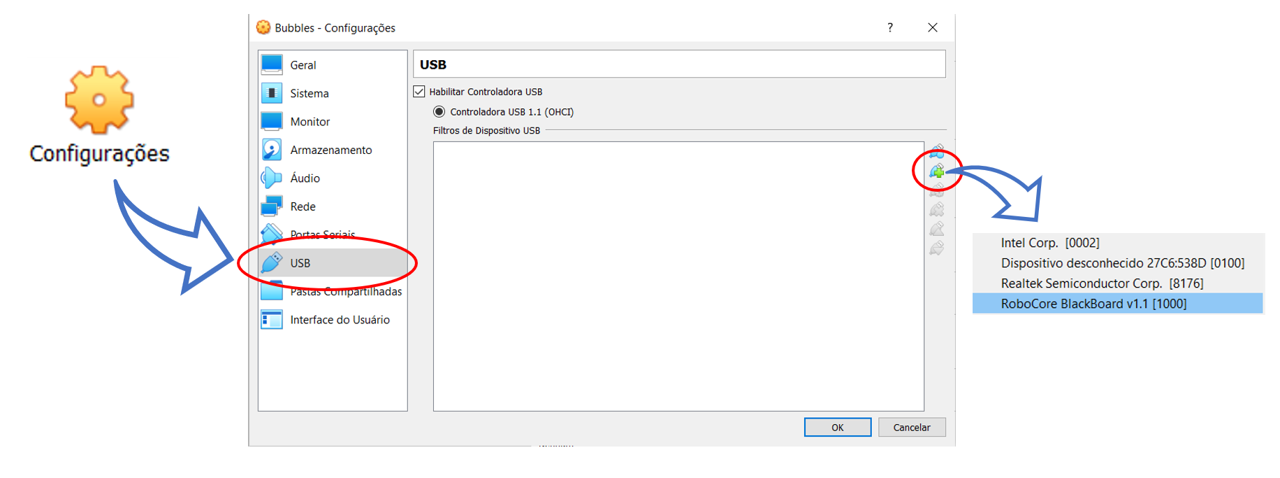 Configurações
Bubbles - Configurações
?
Geral
Sistema
Monitor
Armazenamento
Áudio
Rede
Portas Seriais
USB
Pastas Compartilhadas
Interface do Usuário
USB
Habilitar Controladora USB
Controladora USB 1.1 (OHCI)
Filtros de Dispositivo USB
OK
Cancelar
Intel Corp. [0002]
Dispositivo desconhecido 27C6:538D [0100]
Realtek Semiconductor Corp. [8176]
RoboCore BlackBoard v1.1 [1000]